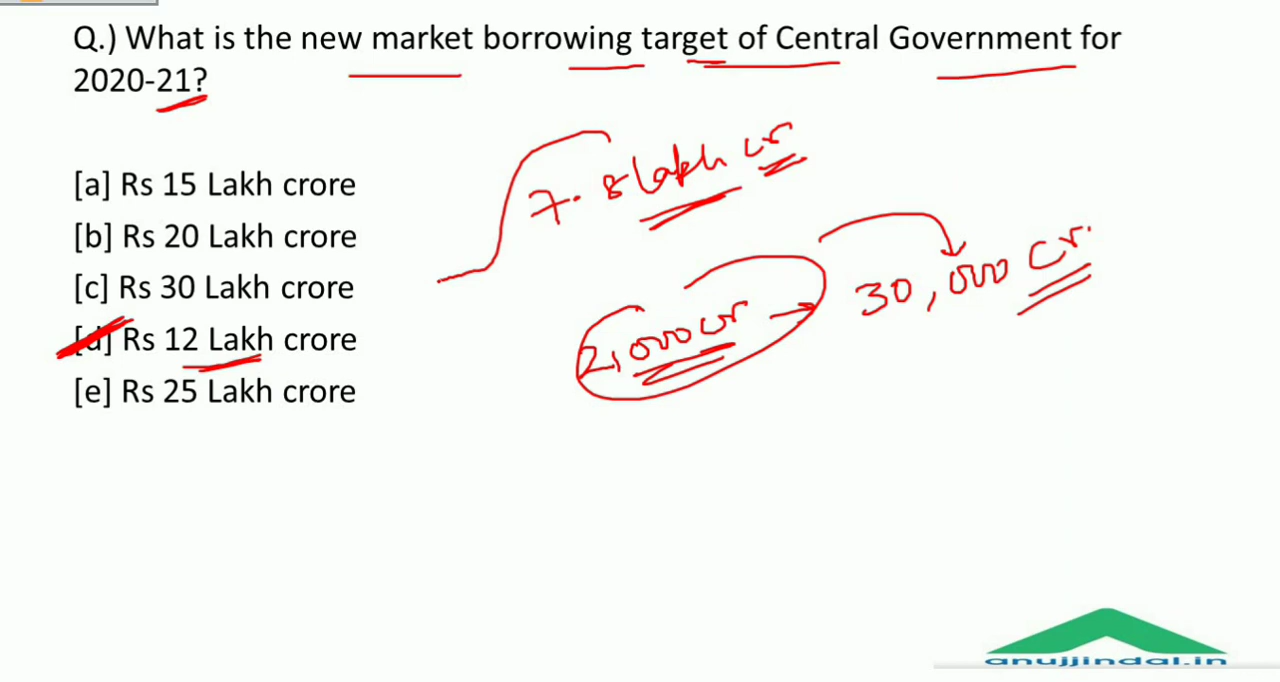 Q.) What is the new market borrowing target of Central Government for
2020-21?
[a] Rs 15 Lakh crore
[b] Rs 20 Lakh crore
[c] Rs 30 Lakh crore
[d] Rs 12 Lakh crore
[e] Rs 25 Lakh crore
7.8 lakh cr
30,000 Cr.
21,000 cr
anujjindal.in